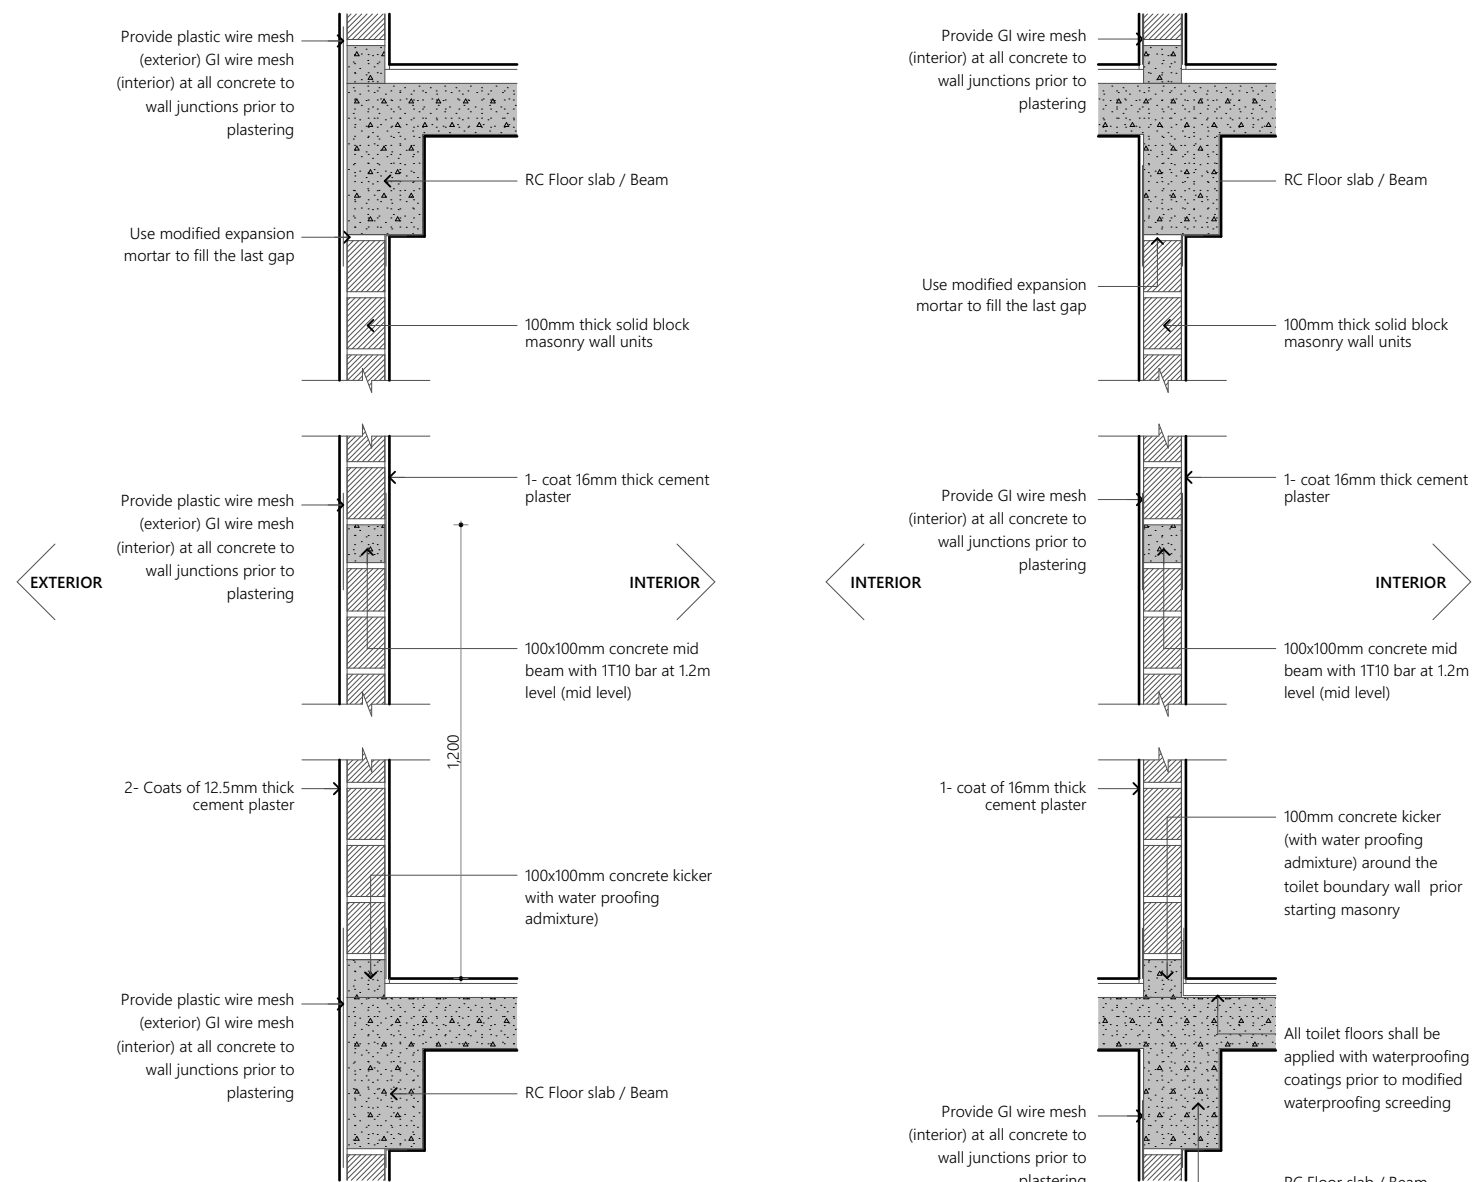 Provide plastic wire mesh
(exterior) GI wire mesh
(interior) at all concrete to
wall junctions prior to
plastering
RC Floor slab / Beam
Use modified expansion
mortar to fill the last gap
100mm thick solid block
masonry wall units
1- coat 16mm thick cement
plaster
Provide plastic wire mesh
(exterior) GI wire mesh
(interior) at all concrete to
wall junctions prior to
plastering
EXTERIOR
INTERIOR
100x100mm concrete mid
beam with 1T10 bar at 1.2m
level (mid level)
1,200
2- Coats of 12.5mm thick
cement plaster
100x100mm concrete kicker
with water proofing
admixture)
Provide plastic wire mesh
(exterior) GI wire mesh
(interior) at all concrete to
wall junctions prior to
plastering
RC Floor slab / Beam
Provide GI wire mesh
(interior) at all concrete to
wall junctions prior to
plastering
RC Floor slab / Beam
Use modified expansion
mortar to fill the last gap
100mm thick solid block
masonry wall units
1- coat 16mm thick cement
plaster
Provide GI wire mesh
(interior) at all concrete to
wall junctions prior to
plastering
INTERIOR
INTERIOR
100x100mm concrete mid
beam with 1T10 bar at 1.2m
level (mid level)
1- coat of 16mm thick
cement plaster
100mm concrete kicker
(with water proofing
admixture) around the
toilet boundary wall prior
starting masonry
All toilet floors shall be
applied with waterproofing
coatings prior to modified
waterproofing screeding
Provide GI wire mesh
(interior) at all concrete to
wall junctions prior to
plastering
RC Floor slab / Beam